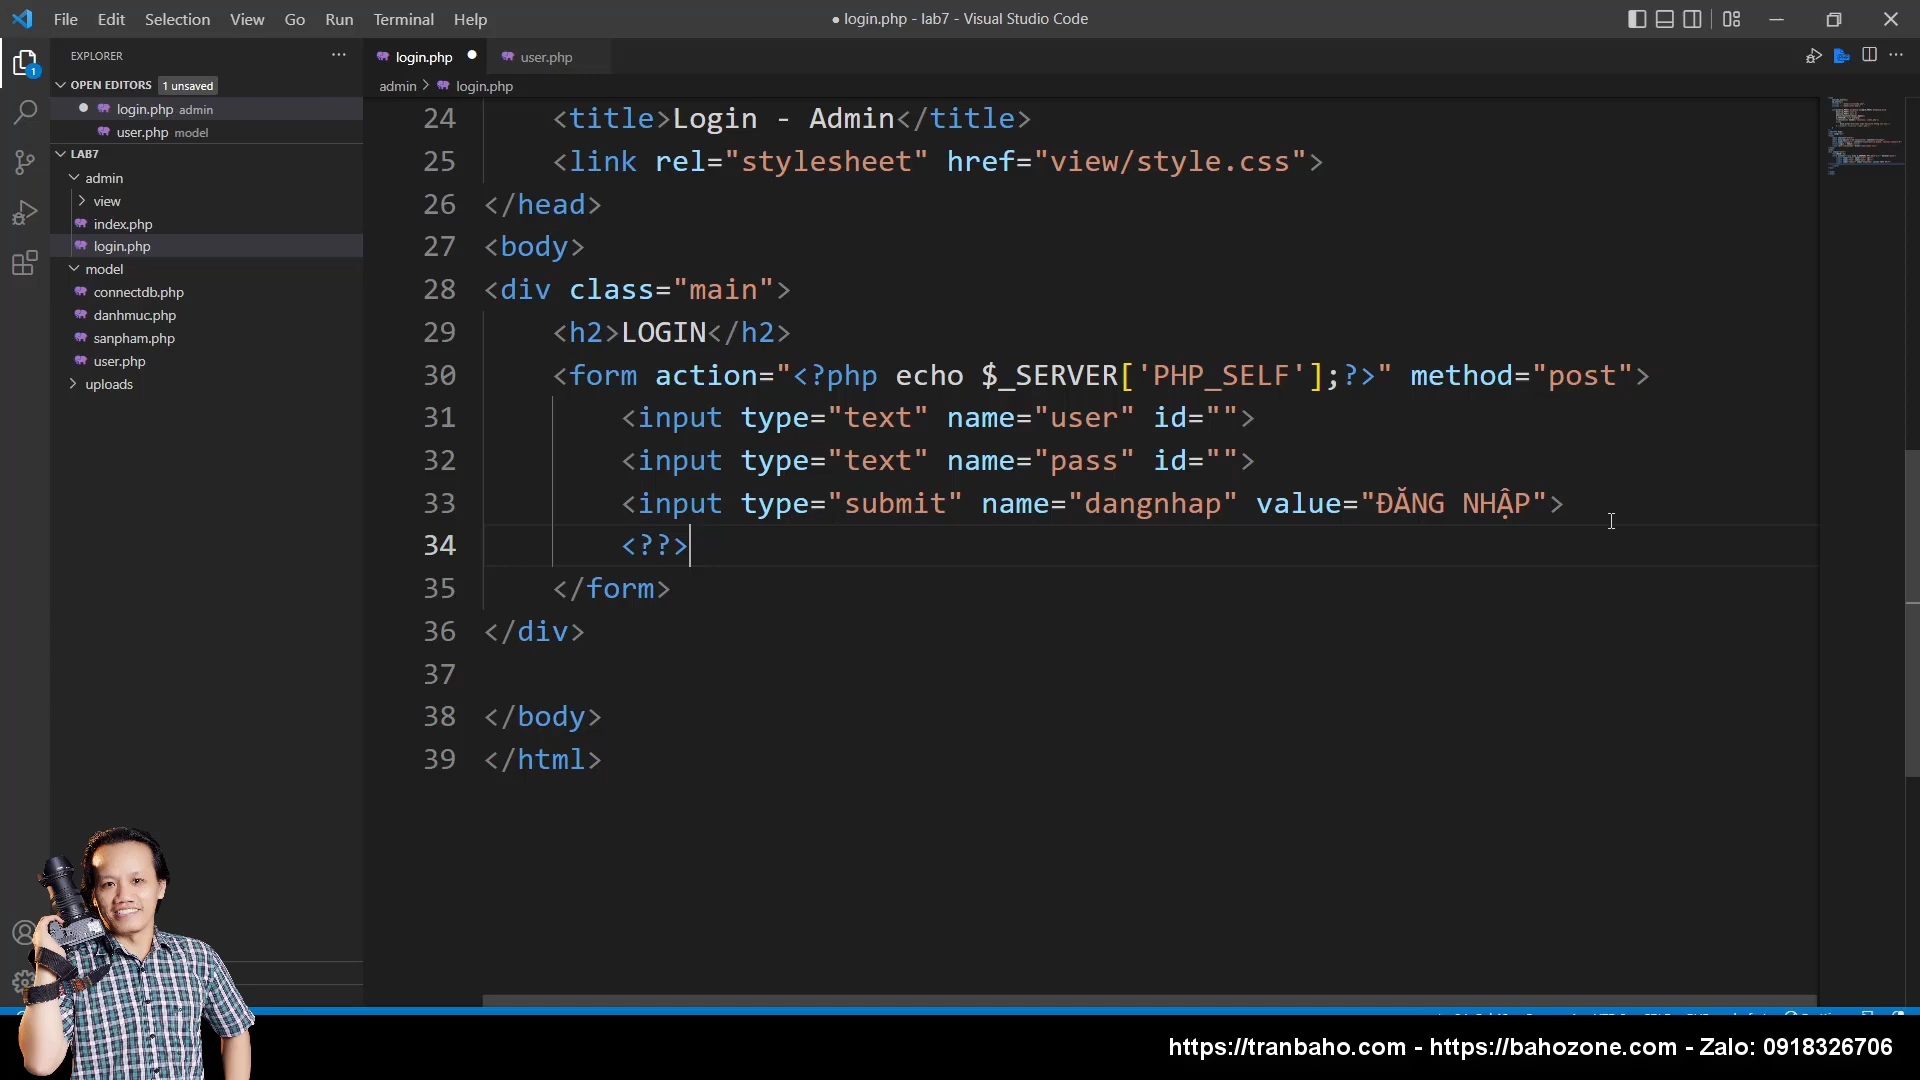 File Edit Selection View Go Run Terminal Help
● login.php - lab7 - Visual Studio Code
EXPLORER
OPEN EDITORS 1 unsaved
login.php admin
user.php model
LAB7
admin
view
index.php
login.php
model
connectdb.php
danhmuc.php
sanpham.php
user.php
uploads
1
login.php
user.php
admin > login.php
24 <title>Login - Admin</title>
25 <link rel="stylesheet" href="view/style.css">
26 </head>
27 <body>
28 <div class="main">
29 <h2>LOGIN</h2>
30 <form action="<?php echo $_SERVER['PHP_SELF'];?>" method="post">
31 <input type="text" name="user" id="">
32 <input type="text" name="pass" id="">
33 <input type="submit" name="dangnhap" value="ĐĂNG NHẬP">
34 <??>
35 </form>
36 </div>
37
38 </body>
39 </html>
https://tranbaho.com - https://bahozone.com - Zalo: 0918326706